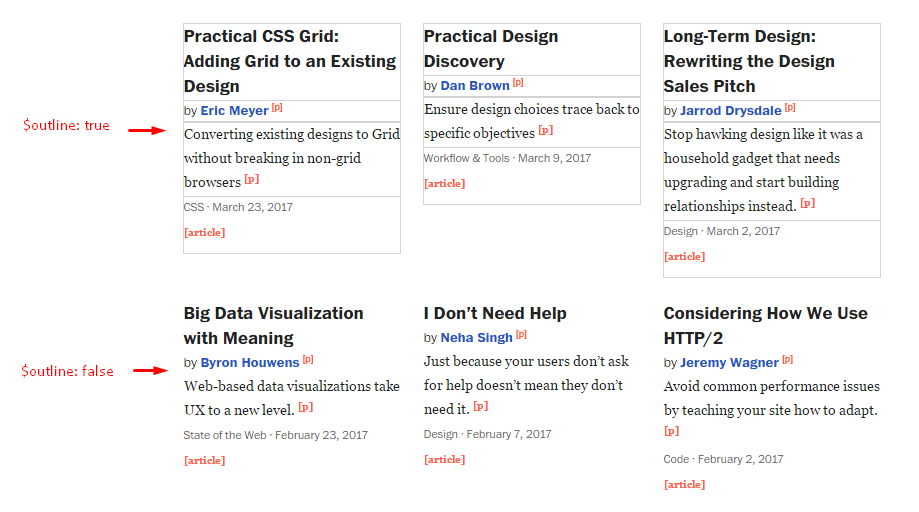 Practical CSS Grid:
Adding Grid to an Existing
Design
by Eric Meyer [p]
$outline: true
Converting existing designs to Grid
without breaking in non-grid
browsers [p]
CSS · March 23, 2017
[article]
Practical Design
Discovery
by Dan Brown [p]
Ensure design choices trace back to
specific objectives [p]
Workflow & Tools · March 9, 2017
[article]
Long-Term Design:
Rewriting the Design
Sales Pitch
by Jarrod Drysdale [p]
Stop hawking design like it was a
household gadget that needs
upgrading and start building
relationships instead. [p]
Design · March 2, 2017
[article]
Big Data Visualization
with Meaning
by Byron Houwens [p]
$outline: false
Web-based data visualizations take
UX to a new level. [p]
State of the Web · February 23, 2017
[article]
I Don’t Need Help
by Neha Singh [p]
Just because your users don’t ask
for help doesn’t mean they don’t
need it. [p]
Design · February 7, 2017
[article]
Considering How We Use
HTTP/2
by Jeremy Wagner [p]
Avoid common performance issues
by teaching your site how to adapt.
[p]
Code · February 2, 2017
[article]